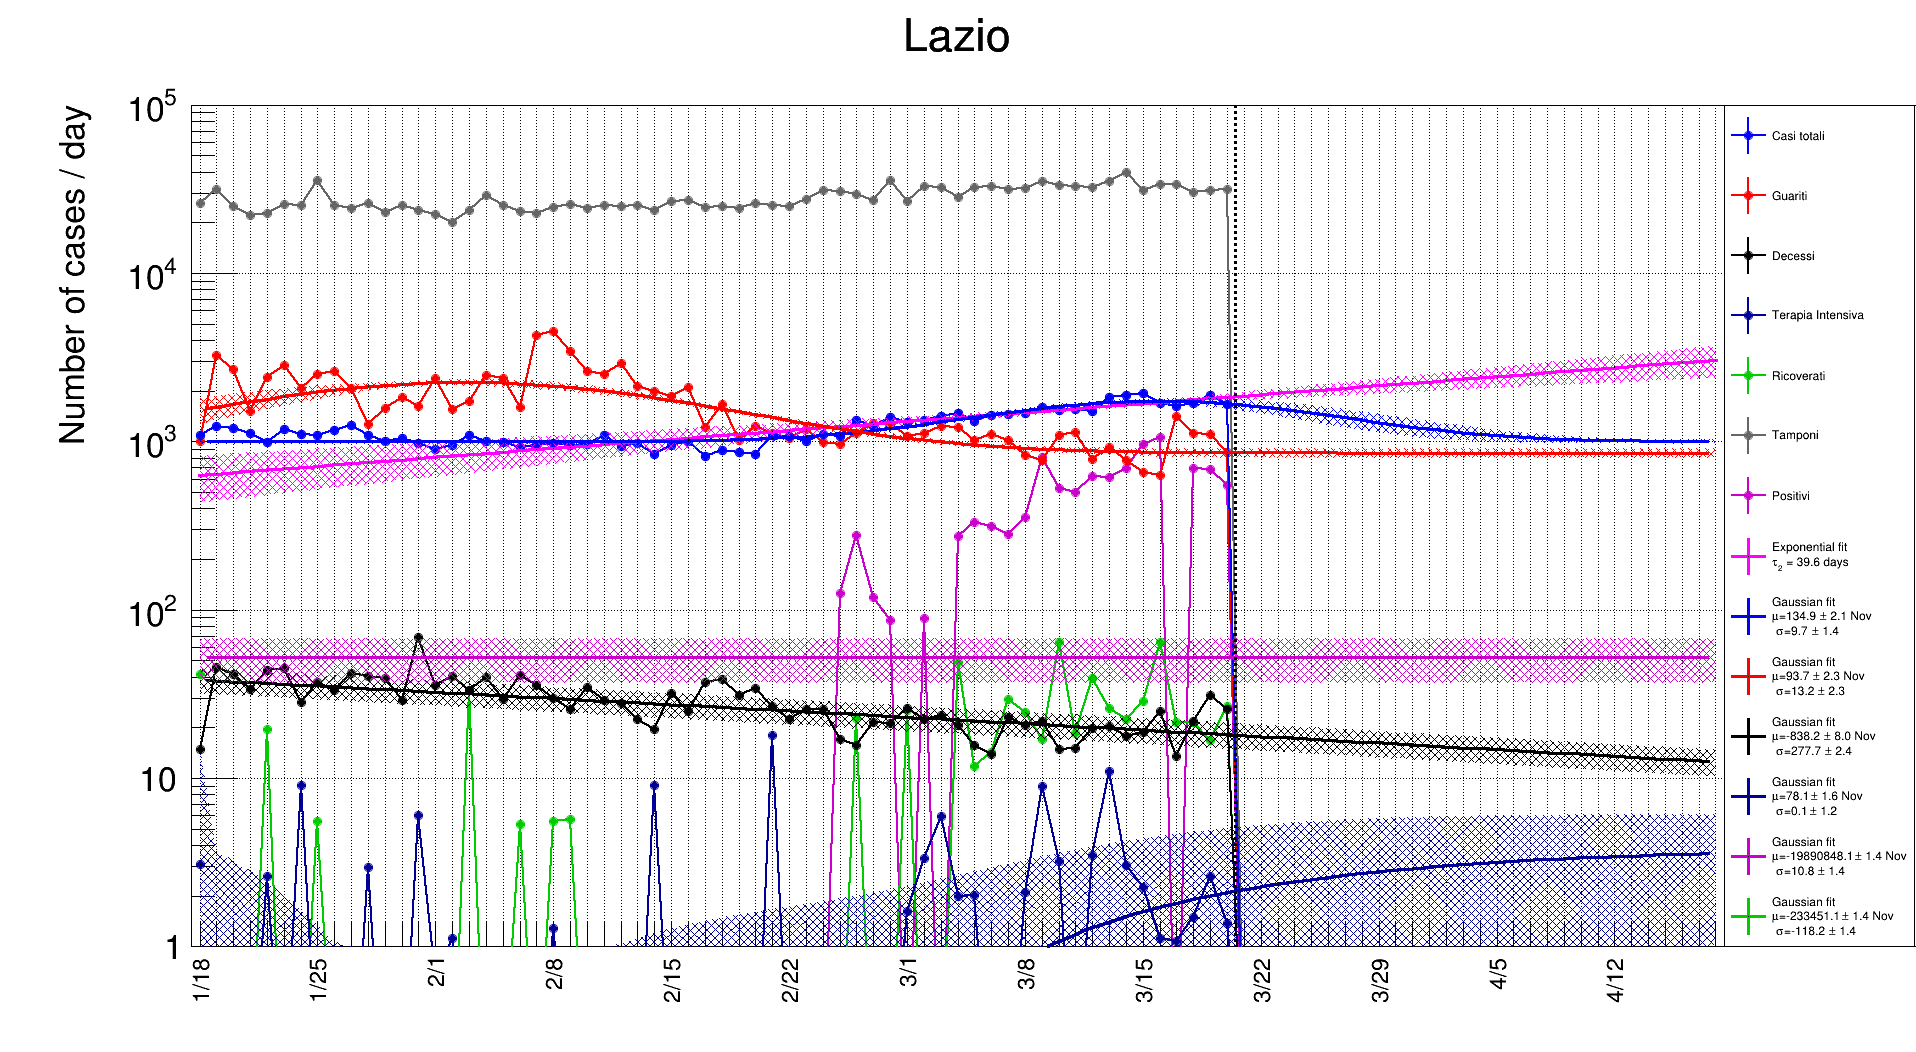 Lazio
Number of cases / day
10^5
10^4
10^3
10^2
10
1
1/18
1/25
2/1
2/8
2/15
2/22
3/1
3/8
3/15
3/22
3/29
4/5
4/12
Casi totali
Guariti
Decessi
Terapia Intensiva
Ricoverati
Tamponi
Positivi
Exponential fit
τ₂ = 39.6 days
Gaussian fit
μ=134.9 ± 2.1 Nov
σ=9.7 ± 1.4
Gaussian fit
μ=93.7 ± 2.3 Nov
σ=13.2 ± 2.3
Gaussian fit
μ=-838.2 ± 8.0 Nov
σ=277.7 ± 2.4
Gaussian fit
μ=78.1 ± 1.6 Nov
σ=0.1 ± 1.2
Gaussian fit
μ=-19890848.1 ± 1.4 Nov
σ=10.8 ± 1.4
Gaussian fit
μ=-233451.1 ± 1.4 Nov
σ=-118.2 ± 1.4